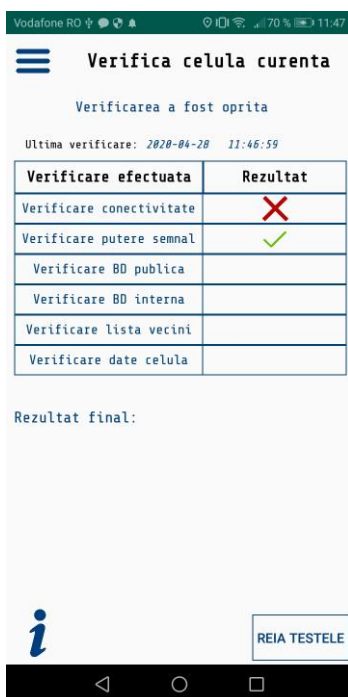 Vodafone RO 70 % 11:47
Verifica celula curenta
Verificarea a fost oprita
Ultima verificare: 2020-04-28 11:46:59
Verificare efectuata Rezultat
Verificare conectivitate
Verificare putere semnal
Verificare BD publica
Verificare BD interna
Verificare lista vecini
Verificare date celula
Rezultat final:
i
REIA TESTELE